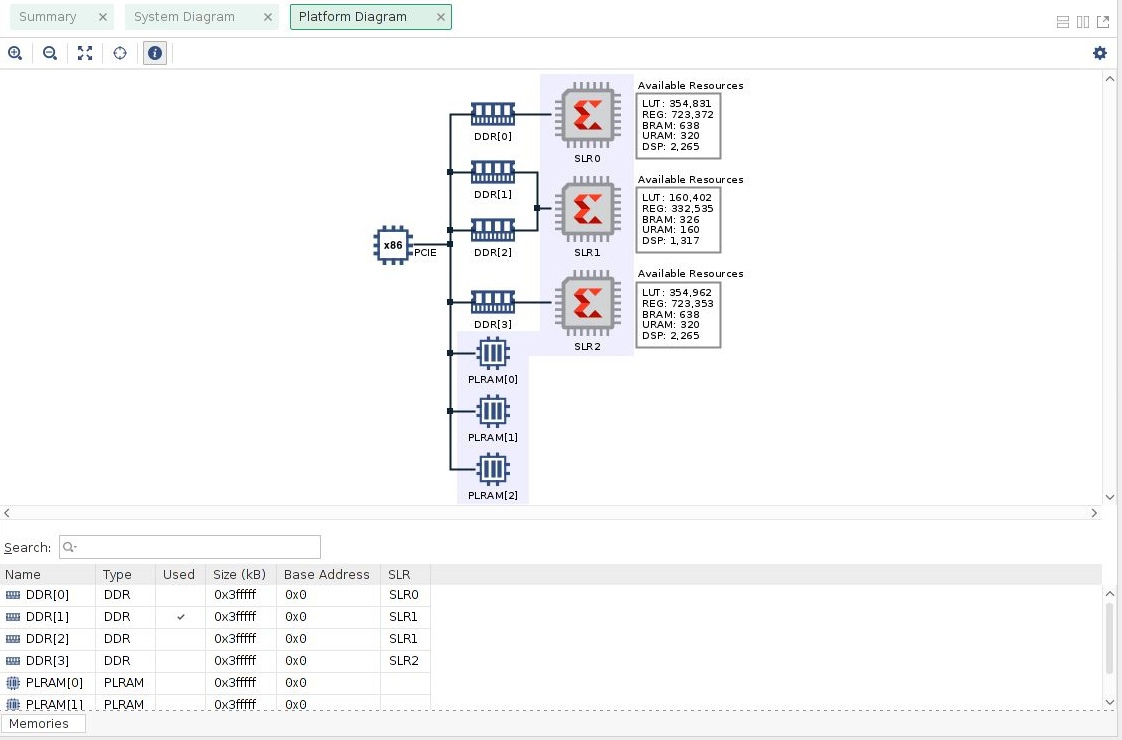 Summary
System Diagram
Platform Diagram
Available Resources
LUT: 354,831
REG: 723,372
BRAM: 638
URAM: 320
DSP: 2,265
DDR[0]
SLR0
Available Resources
LUT: 160,402
REG: 332,535
BRAM: 326
URAM: 160
DSP: 1,317
DDR[1]
x86
PCIE
DDR[2]
SLR1
Available Resources
LUT: 354,962
REG: 723,353
BRAM: 638
URAM: 320
DSP: 2,265
DDR[3]
SLR2
PLRAM[0]
PLRAM[1]
PLRAM[2]
Search:
Name Type Used Size (kB) Base Address SLR
DDR[0] DDR 0x3fffff 0x0 SLR0
DDR[1] DDR ✓ 0x3fffff 0x0 SLR1
DDR[2] DDR 0x3fffff 0x0 SLR1
DDR[3] DDR 0x3fffff 0x0 SLR2
PLRAM[0] PLRAM 0x3fffff 0x0
PLRAM[1] PLRAM 0x3fffff 0x0
Memories